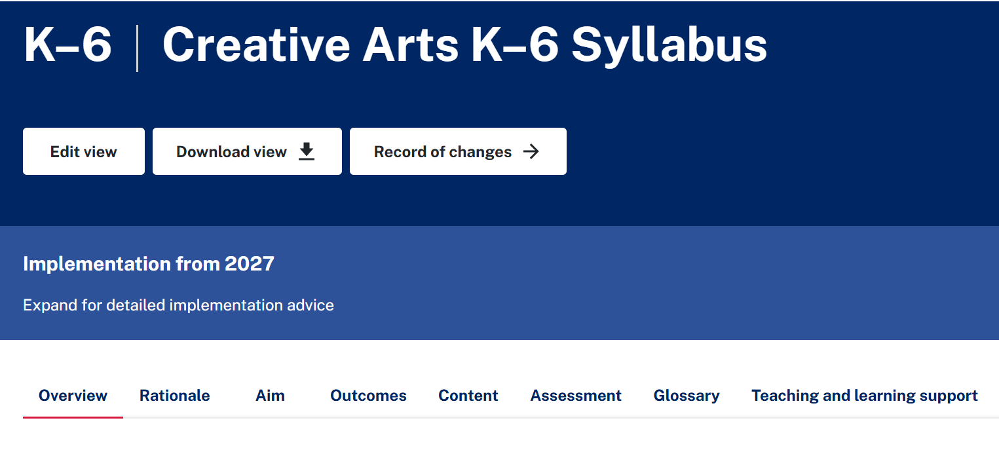 K–6 | Creative Arts K–6 Syllabus
Edit view Download view Record of changes
Implementation from 2027
Expand for detailed implementation advice
Overview Rationale Aim Outcomes Content Assessment Glossary Teaching and learning support